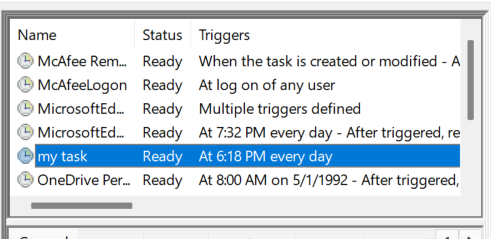 Name Status Triggers
McAfee Rem... Ready When the task is created or modified - A
McAfeeLogon Ready At log on of any user
MicrosoftEd... Ready Multiple triggers defined
MicrosoftEd... Ready At 7:32 PM every day - After triggered, re
my task Ready At 6:18 PM every day
OneDrive Per... Ready At 8:00 AM on 5/1/1992 - After triggered,